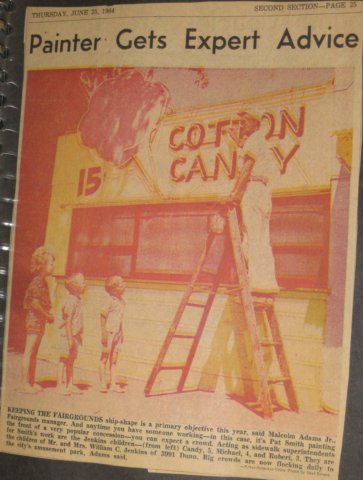 THURSDAY, JUNE 25, 1964
SECOND SECTION—PAGE 25
Painter Gets Expert Advice
COTTON
CANDY
15
KEEPING THE FAIRGROUNDS ship-shape is a primary objective this year, said Malcolm Adams Jr.,
Fairgrounds manager. And anytime you have someone working—in this case, it's Pat Smith painting
the front of a very popular concession—you can expect a crowd. Acting as sidewalk superintendents
for Smith's work are the Jenkins children—(from left) Candy, 5, Michael, 4, and Robert, 3. They are
the children of Mr. and Mrs. William C. Jenkins of 3991 Dunn. Big crowds are now flocking daily to
the city's amusement park, Adams said.